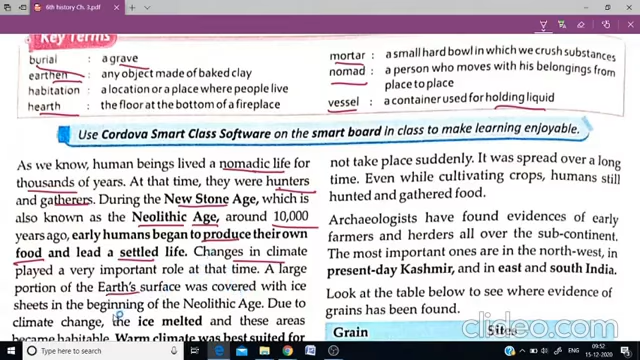 6th history Ch. 3.pdf
Key Terms
burial : a grave
earthen : any object made of baked clay
habitation : a location or a place where people live
hearth : the floor at the bottom of a fireplace
mortar : a small hard bowl in which we crush substances
nomad : a person who moves with his belongings from
place to place
vessel : a container used for holding liquid
Use Cordova Smart Class Software on the smart board in class to make learning enjoyable.
As we know, human beings lived a nomadic life for
thousands of years. At that time, they were hunters
and gatherers. During the New Stone Age, which is
also known as the Neolithic Age, around 10,000
years ago, early humans began to produce their own
food and lead a settled life. Changes in climate
played a very important role at that time. A large
portion of the Earth's surface was covered with ice
sheets in the beginning of the Neolithic Age. Due to
climate change, the ice melted and these areas
became habitable. Warm climate was best suited for
not take place suddenly. It was spread over a long
time. Even while cultivating crops, humans still
hunted and gathered food.
Archaeologists have found evidences of early
farmers and herders all over the sub-continent.
The most important ones are in the north-west, in
present-day Kashmir, and in east and south India.
Look at the table below to see where evidence of
grains has been found.
Grain Sites
clideo.com
Type here to search
ENG
09:52
15-12-2020